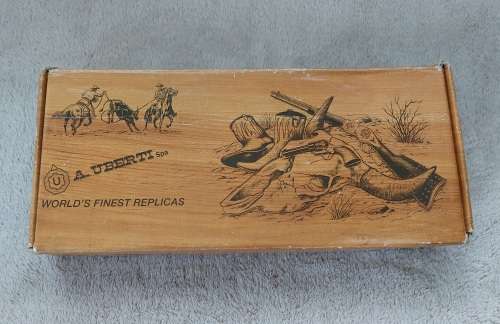 U
A. UBERTI Spa
WORLD'S FINEST REPLICAS